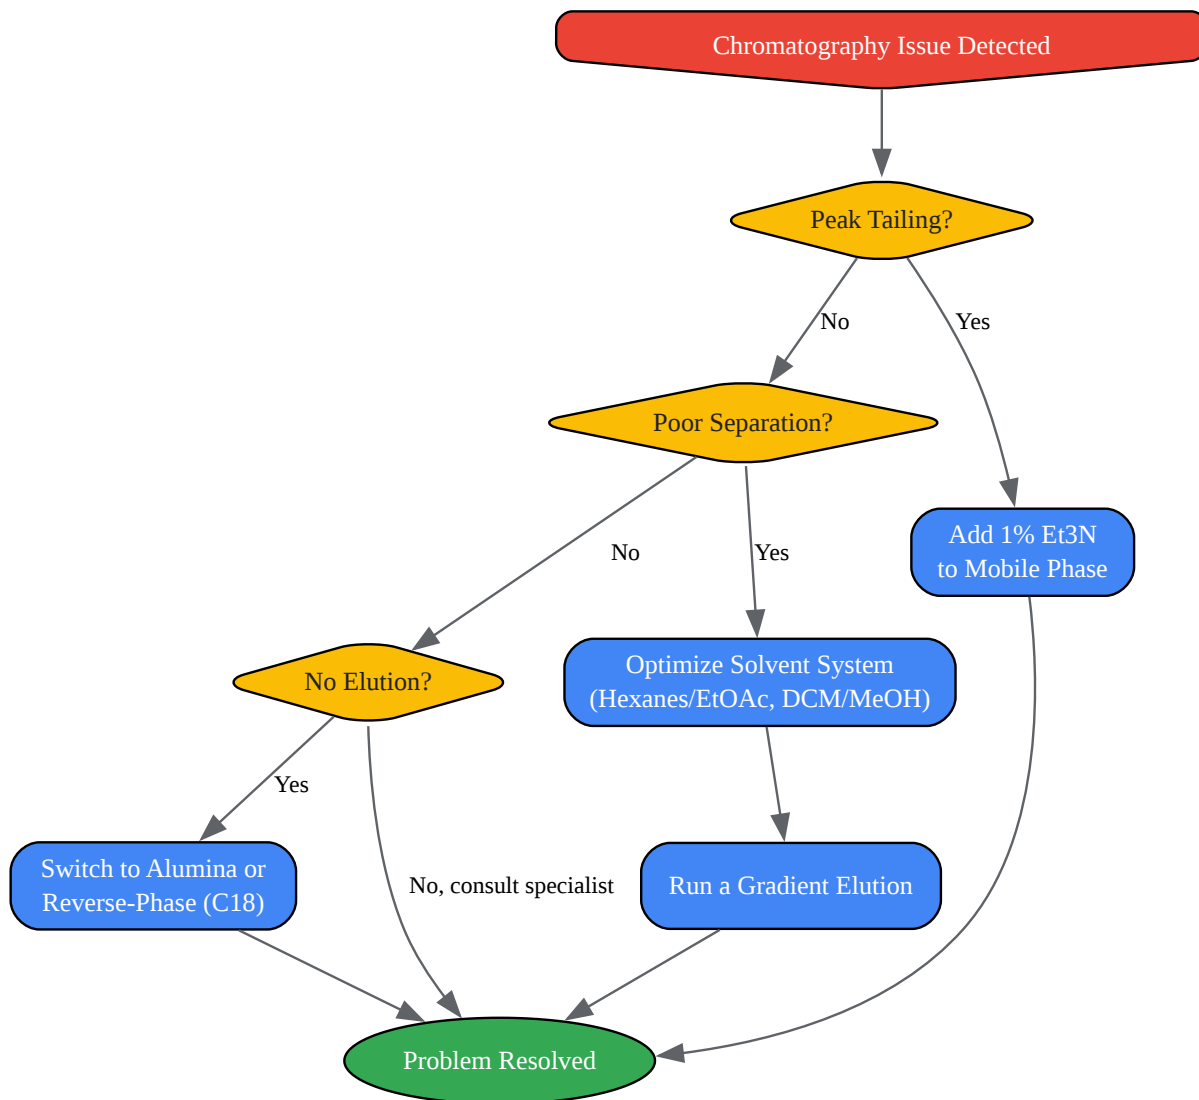 Chromatography Issue Detected
Peak Tailing?
No
Yes
Poor Separation?
No
Yes
Add 1% Et3N
to Mobile Phase
No Elution?
Optimize Solvent System
(Hexanes/EtOAc, DCM/MeOH)
Yes
Switch to Alumina or
Reverse-Phase (C18)
No, consult specialist
Run a Gradient Elution
Problem Resolved